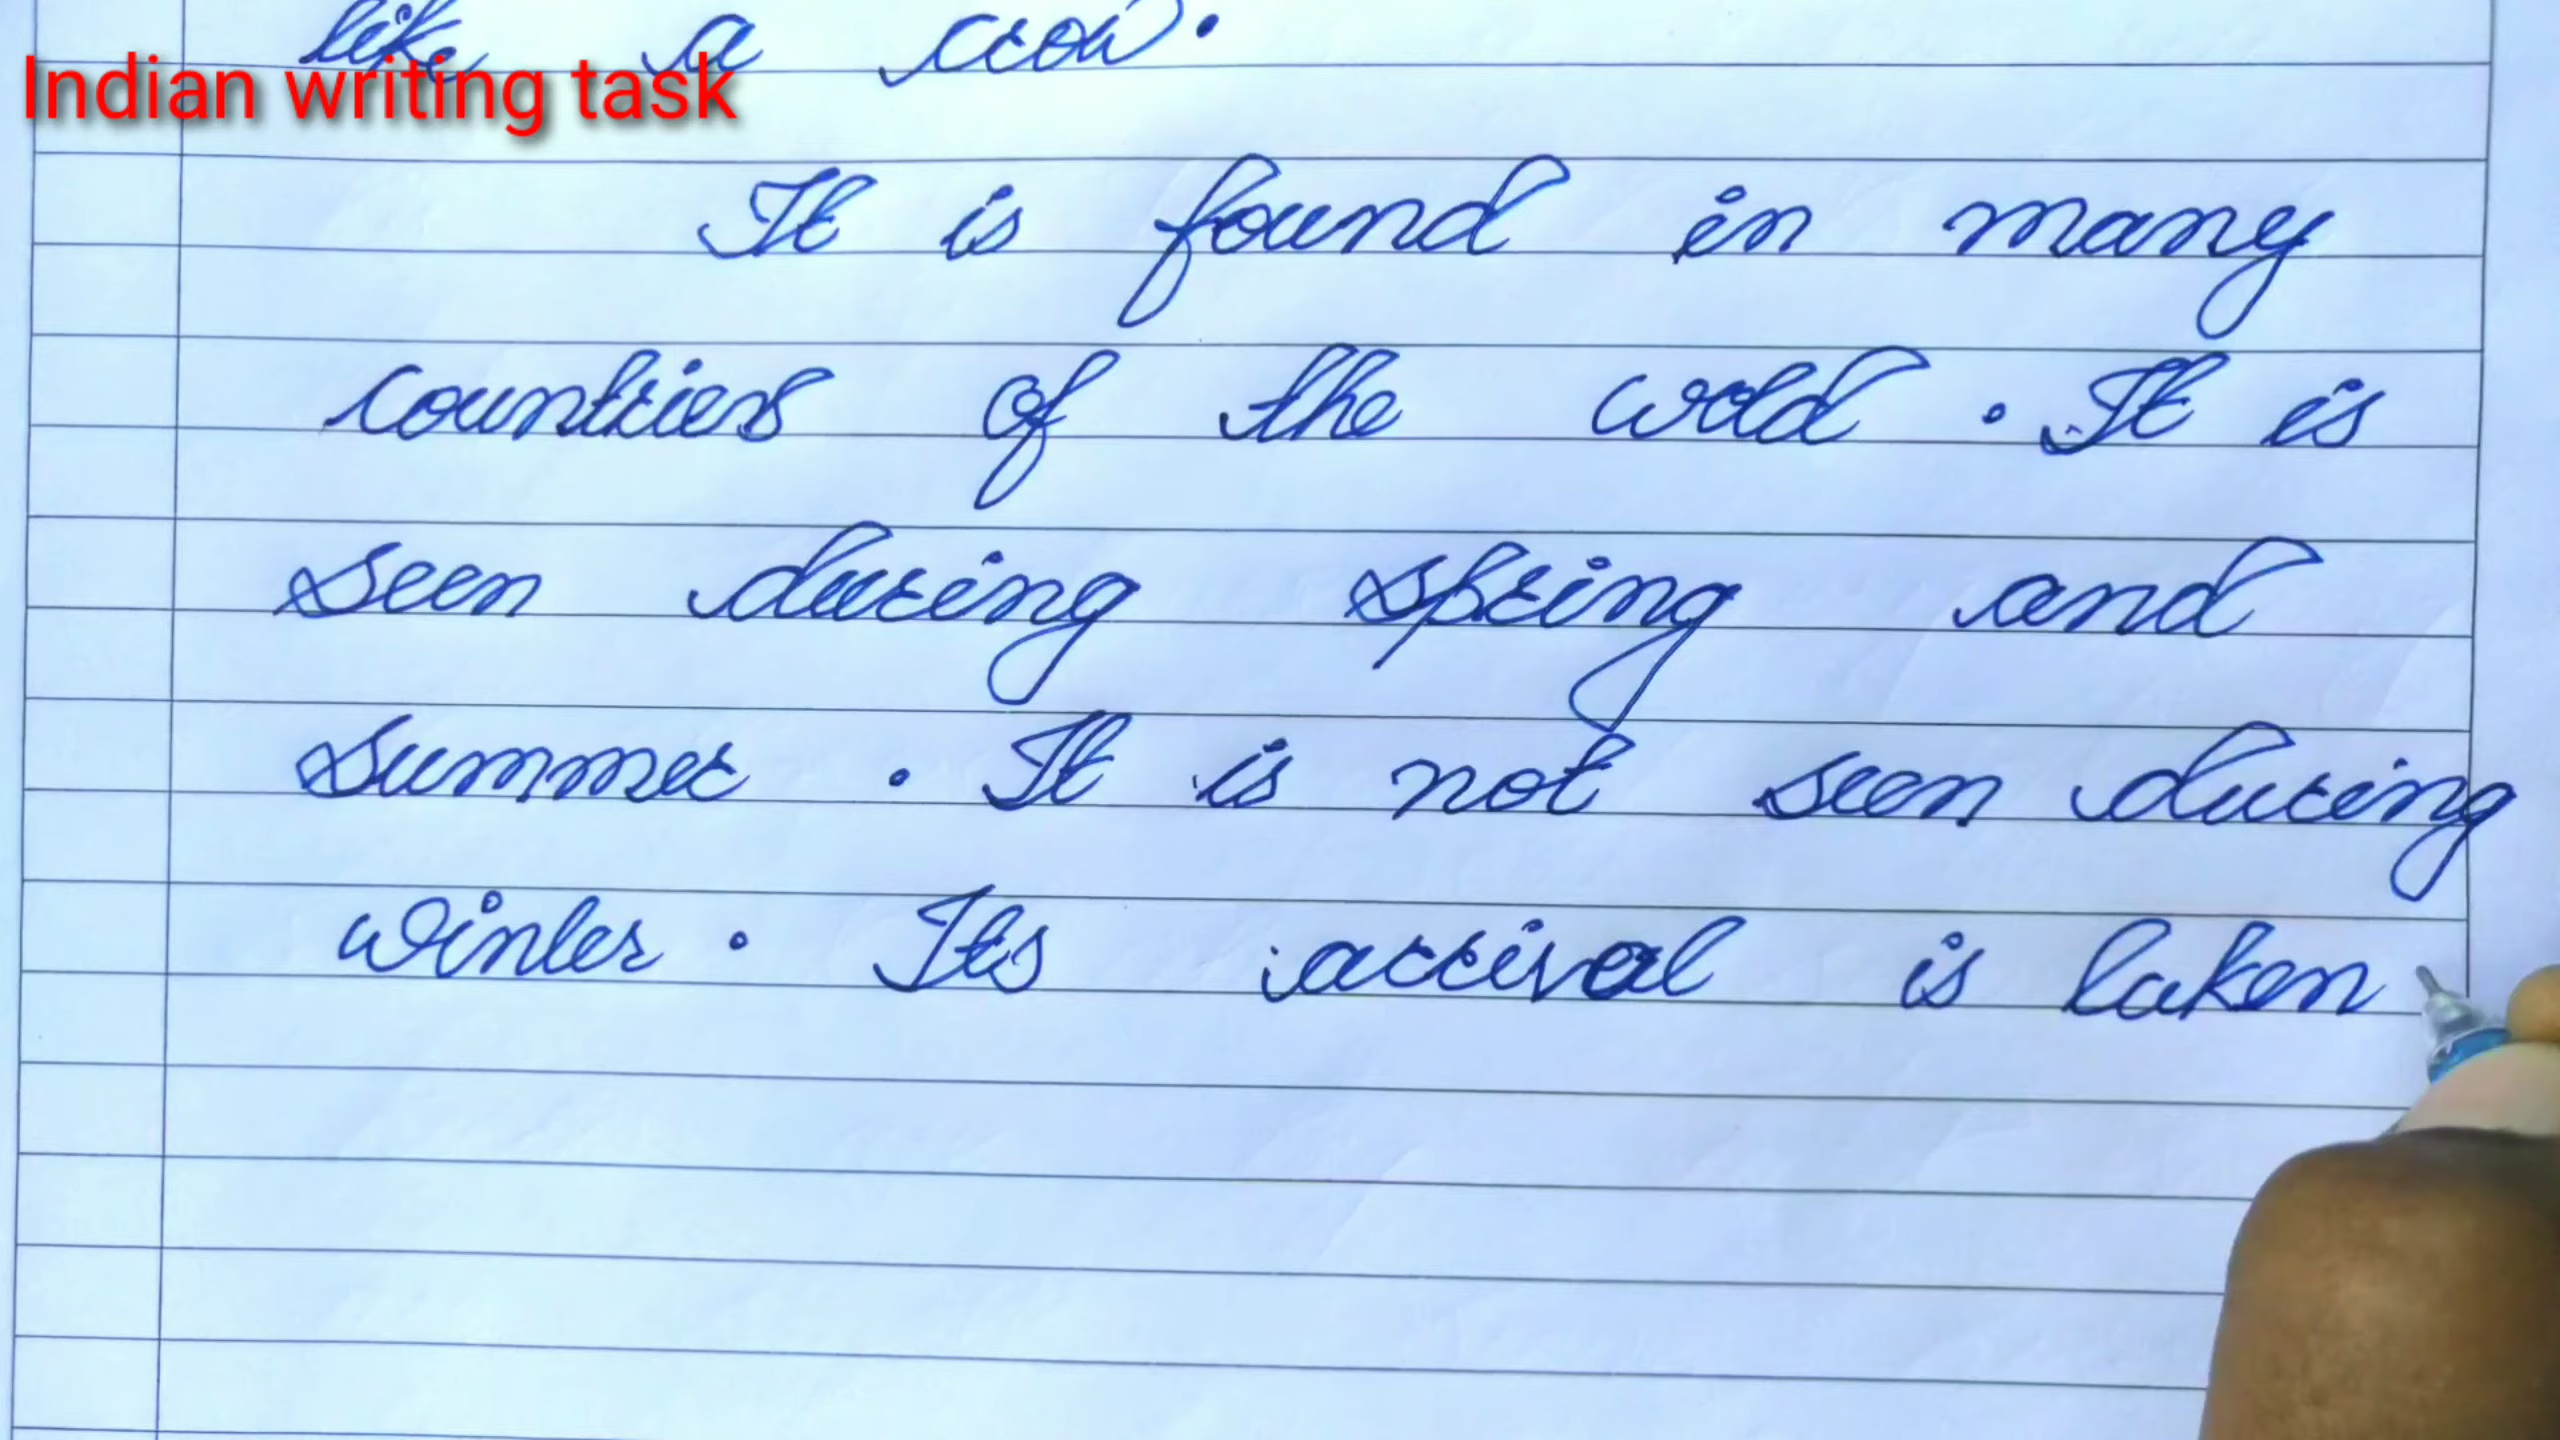 like a crow.
Indian writing task
It is found in many
countries of the wold. It is
seen during spring and
summer. It is not seen during
winter. Its arrival is taken